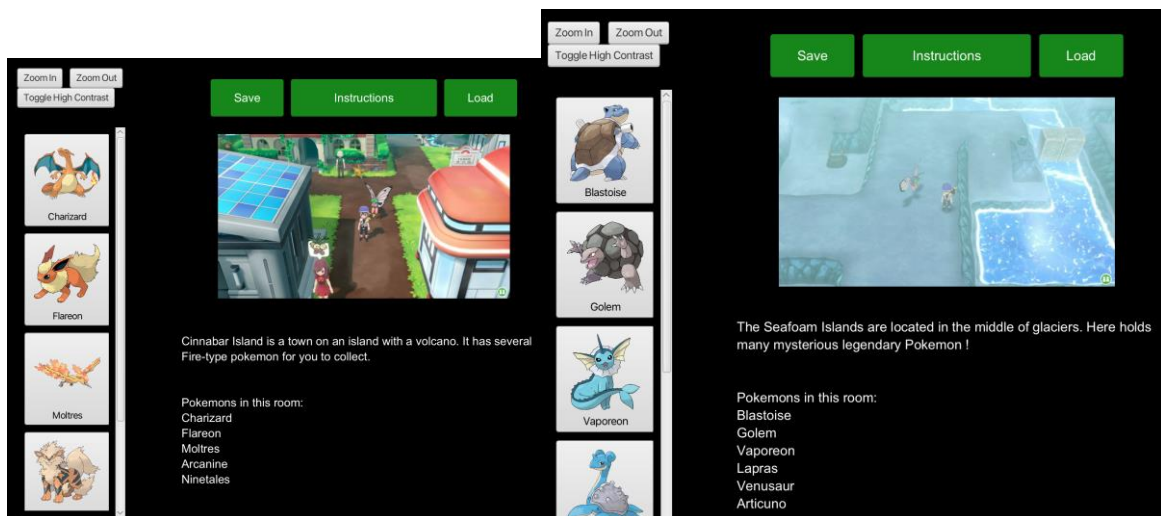 Zoom In Zoom Out
Toggle High Contrast
Save Instructions Load
Charizard
Flareon
Moltres
Cinnabar Island is a town on an island with a volcano. It has several
Fire-type pokemon for you to collect.
Pokemons in this room:
Charizard
Flareon
Moltres
Arcanine
Ninetales
Zoom In Zoom Out
Toggle High Contrast
Save Instructions Load
Blastoise
Golem
Vaporeon
The Seafoam Islands are located in the middle of glaciers. Here holds
many mysterious legendary Pokemon !
Pokemons in this room:
Blastoise
Golem
Vaporeon
Lapras
Venusaur
Articuno